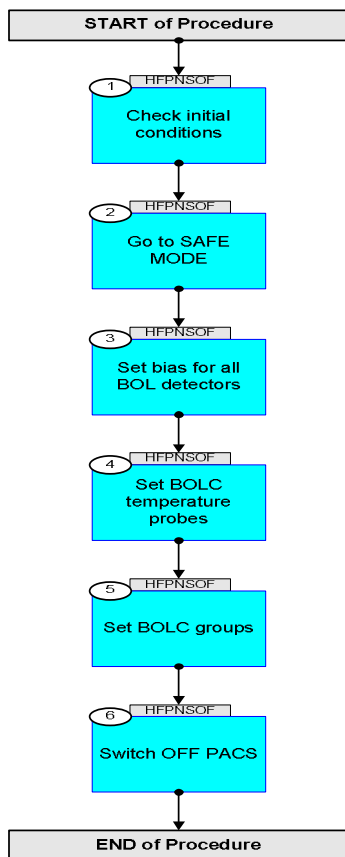 START of Procedure
HFPNSOF
1
Check initial
conditions
HFPNSOF
2
Go to SAFE
MODE
HFPNSOF
3
Set bias for all
BOL detectors
HFPNSOF
4
Set BOLC
temperature
probes
HFPNSOF
5
Set BOLC groups
HFPNSOF
6
Switch OFF PACS
END of Procedure